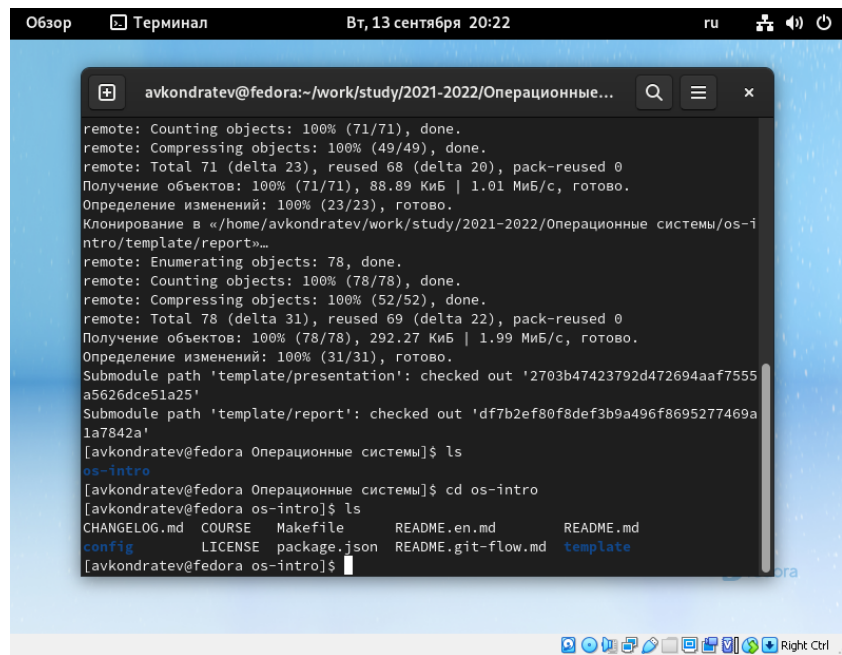 Обзор Терминал Вт, 13 сентября 20:22 ru
avkondratev@fedora:~/work/study/2021-2022/Операционные...
remote: Counting objects: 100% (71/71), done.
remote: Compressing objects: 100% (49/49), done.
remote: Total 71 (delta 23), reused 68 (delta 20), pack-reused 0
Получение объектов: 100% (71/71), 88.89 КиБ | 1.01 МиБ/с, готово.
Определение изменений: 100% (23/23), готово.
Клонирование в «/home/avkondratev/work/study/2021-2022/Операционные системы/os-i
ntro/template/report»…
remote: Enumerating objects: 78, done.
remote: Counting objects: 100% (78/78), done.
remote: Compressing objects: 100% (52/52), done.
remote: Total 78 (delta 31), reused 69 (delta 22), pack-reused 0
Получение объектов: 100% (78/78), 292.27 КиБ | 1.99 МиБ/с, готово.
Определение изменений: 100% (31/31), готово.
Submodule path 'template/presentation': checked out '2703b47423792d472694aaf7555
a5626dce51a25'
Submodule path 'template/report': checked out 'df7b2ef80f8def3b9a496f8695277469a
1a7842a'
[avkondratev@fedora Операционные системы]$ ls
os-intro
[avkondratev@fedora Операционные системы]$ cd os-intro
[avkondratev@fedora os-intro]$ ls
CHANGELOG.md COURSE Makefile README.en.md README.md
config LICENSE package.json README.git-flow.md template
[avkondratev@fedora os-intro]$
Right Ctrl